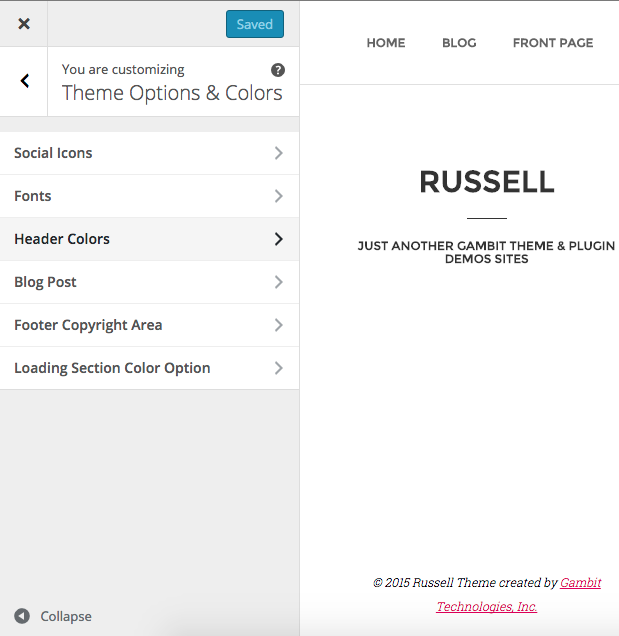 Saved
You are customizing
Theme Options & Colors
Social Icons
Fonts
Header Colors
Blog Post
Footer Copyright Area
Loading Section Color Option
Collapse
HOME BLOG FRONT PAGE
RUSSELL
JUST ANOTHER GAMBIT THEME & PLUGIN
DEMOS SITES
© 2015 Russell Theme created by Gambit
Technologies, Inc.